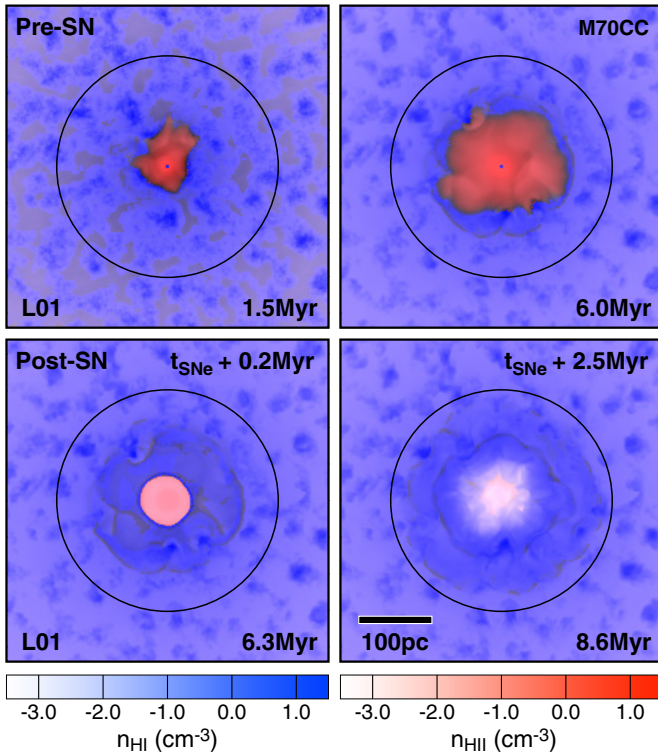 Pre-SN
M70CC
L01
1.5Myr
6.0Myr
Post-SN
t_SNe + 0.2Myr
t_SNe + 2.5Myr
L01
6.3Myr
100pc
8.6Myr
-3.0 -2.0 -1.0 0.0 1.0
-3.0 -2.0 -1.0 0.0 1.0
n_HI (cm^-3)
n_HII (cm^-3)